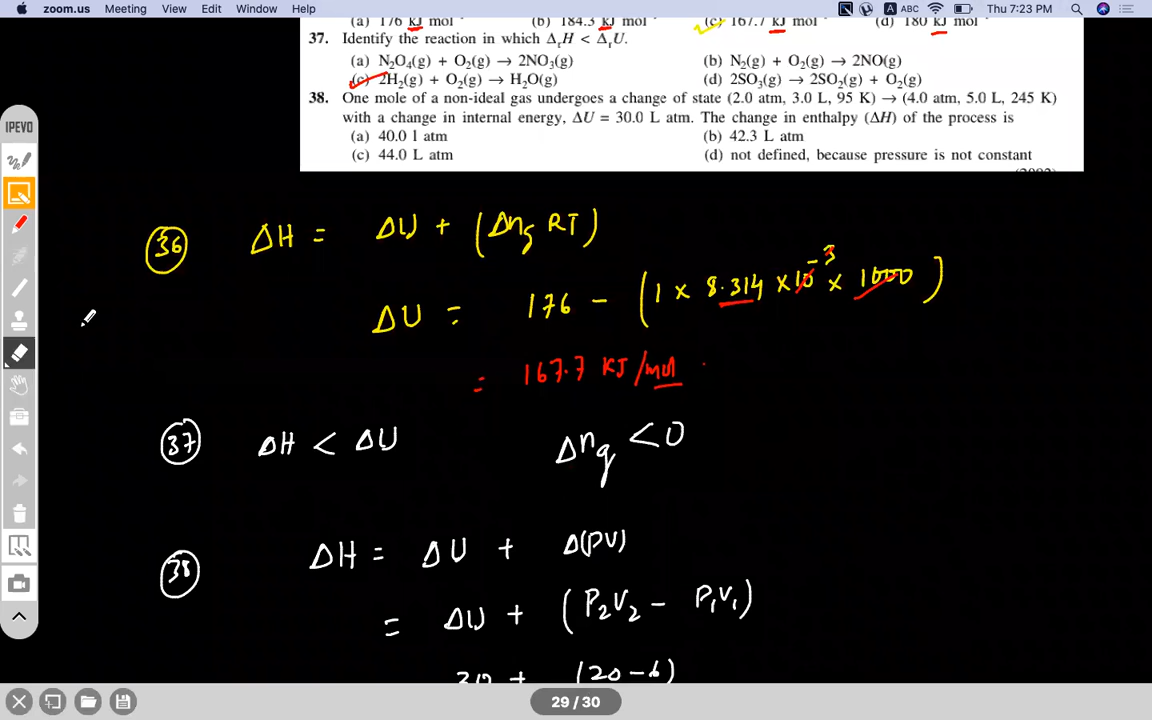 zoom.us Meeting View Edit Window Help ABC Thu 7:23 PM
(a) 176 kJ mol (b) 184.3 kJ mol (c) 167.7 kJ mol (d) 180 kJ mol
37. Identify the reaction in which ΔrH < ΔrU.
(a) N2O4(g) + O2(g) → 2NO3(g) (b) N2(g) + O2(g) → 2NO(g)
(c) 2H2(g) + O2(g) → H2O(g) (d) 2SO3(g) → 2SO2(g) + O2(g)
38. One mole of a non-ideal gas undergoes a change of state (2.0 atm, 3.0 L, 95 K) → (4.0 atm, 5.0 L, 245 K)
with a change in internal energy, ΔU = 30.0 L atm. The change in enthalpy (ΔH) of the process is
(a) 40.0 l atm (b) 42.3 L atm
(c) 44.0 L atm (d) not defined, because pressure is not constant
IPEVO
36 ΔH = ΔU + (Δng RT)
ΔU = 176 - (1 × 8.314 × 10^-3 × 1000)
= 167.7 KJ/mol
37 ΔH < ΔU Δng < 0
38 ΔH = ΔU + Δ(PV)
= ΔU + (P2V2 - P1V1)
30 + (20-6)
29 / 30